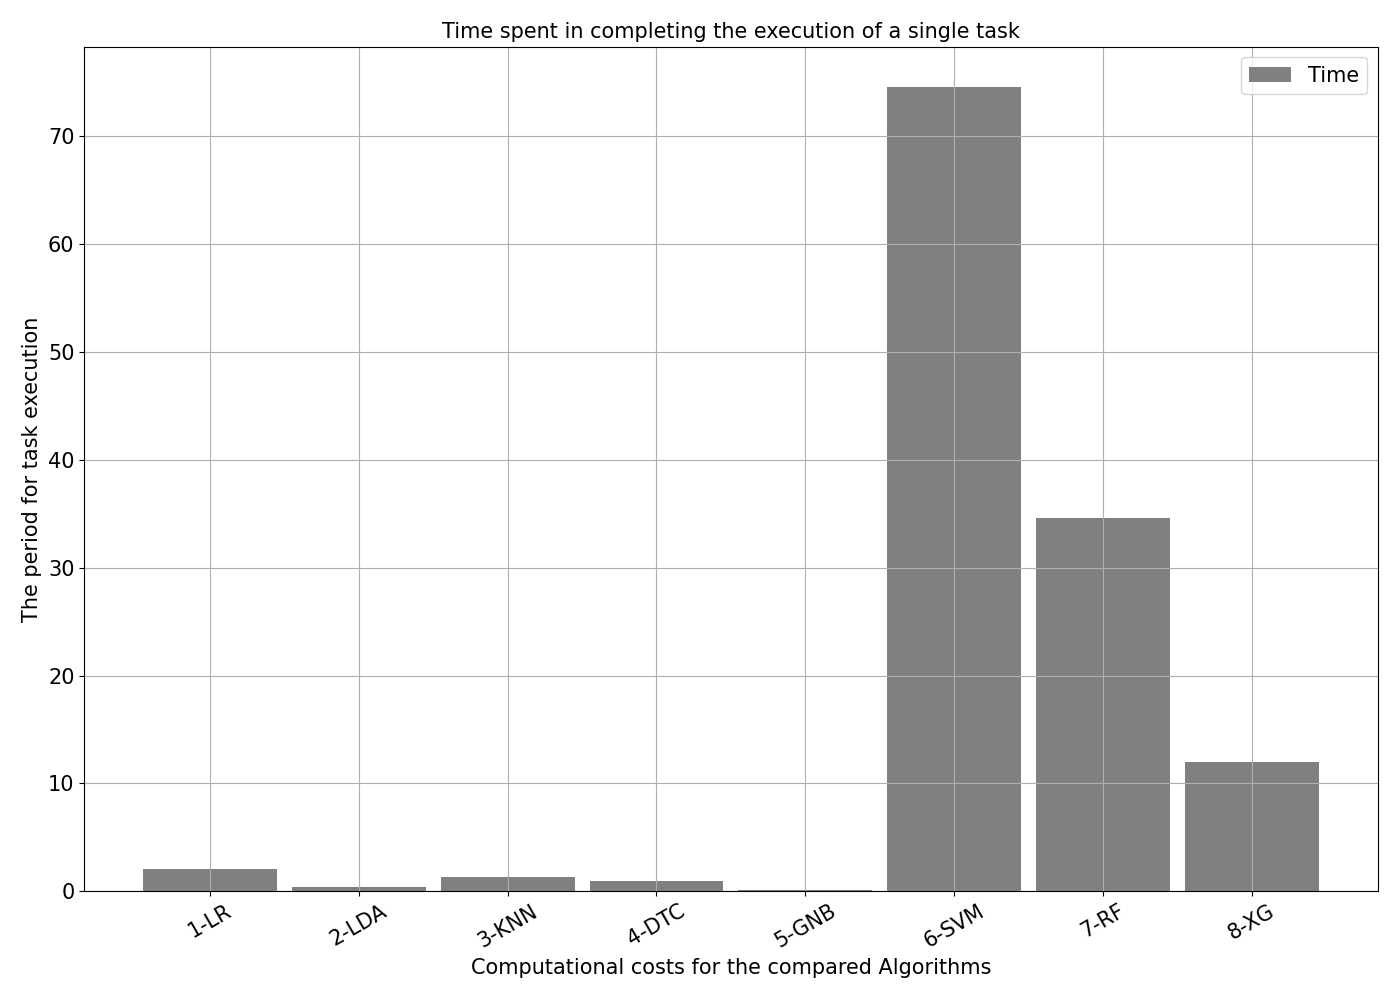 Time spent in completing the execution of a single task
Time
The period for task execution
70
60
50
40
30
20
10
0
1-LR
2-LDA
3-KNN
4-DTC
5-GNB
6-SVM
7-RF
8-XG
Computational costs for the compared Algorithms